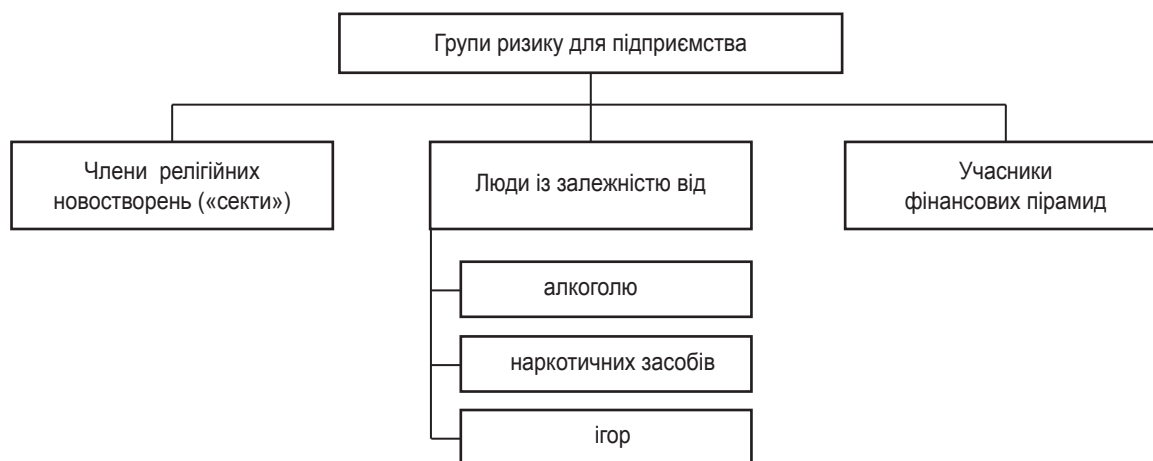 Групи ризику для підприємства
Члени релігійних
новостворень («секти»)
Люди із залежністю від
Учасники
фінансових пірамид
алкоголю
наркотичних засобів
ігор